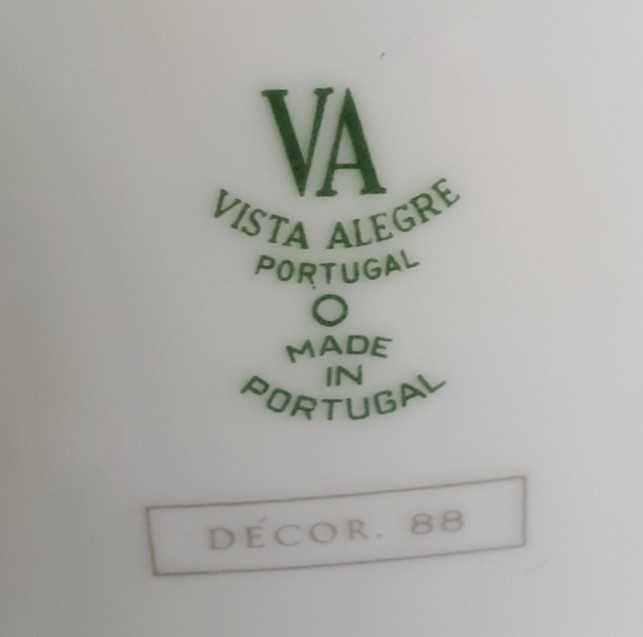 VA
VISTA ALEGRE
PORTUGAL
O
MADE
IN
PORTUGAL
DÉCOR. 88